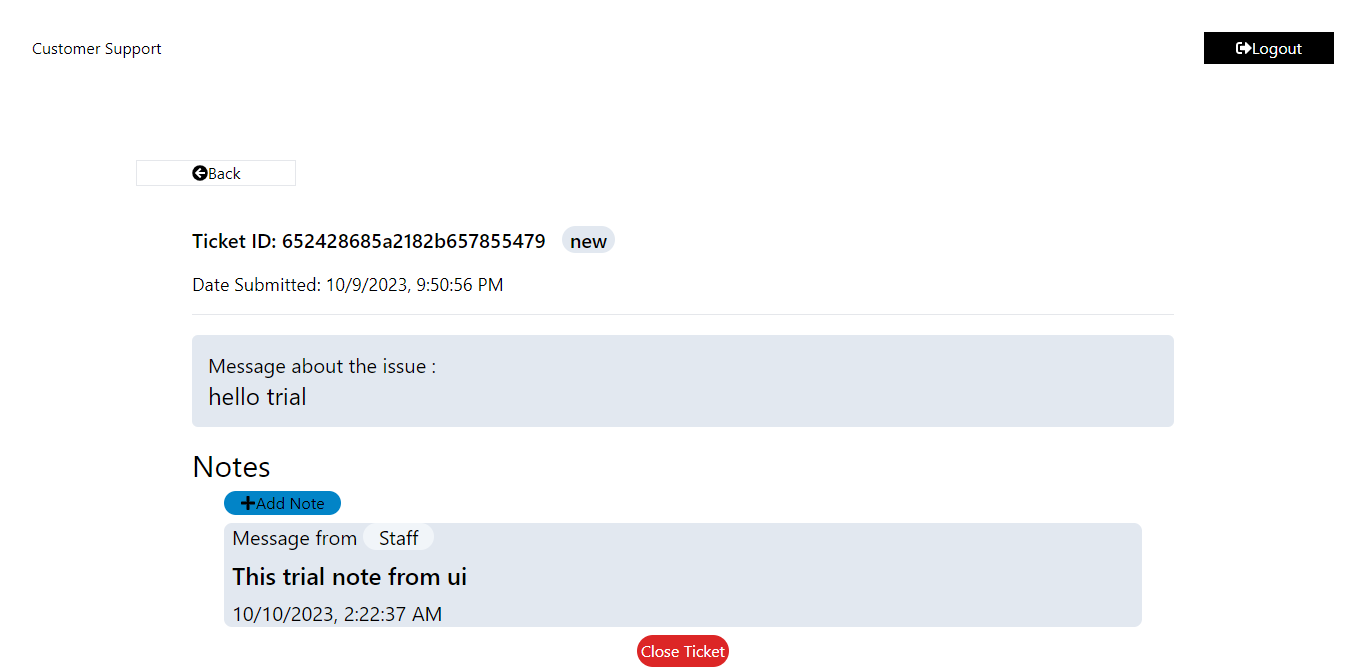 Customer Support
Logout
Back
Ticket ID: 652428685a2182b657855479 new
Date Submitted: 10/9/2023, 9:50:56 PM
Message about the issue :
hello trial
Notes
Add Note
Message from Staff
This trial note from ui
10/10/2023, 2:22:37 AM
Close Ticket